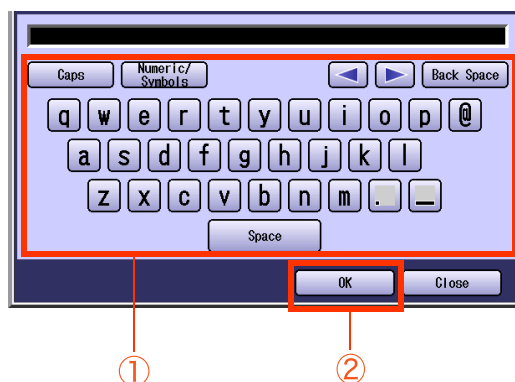 Caps Numeric/ Symbols ◀ ▶ Back Space
q w e r t y u i o p @
a s d f g h j k l
z x c v b n m . _
Space
OK Close
① ②